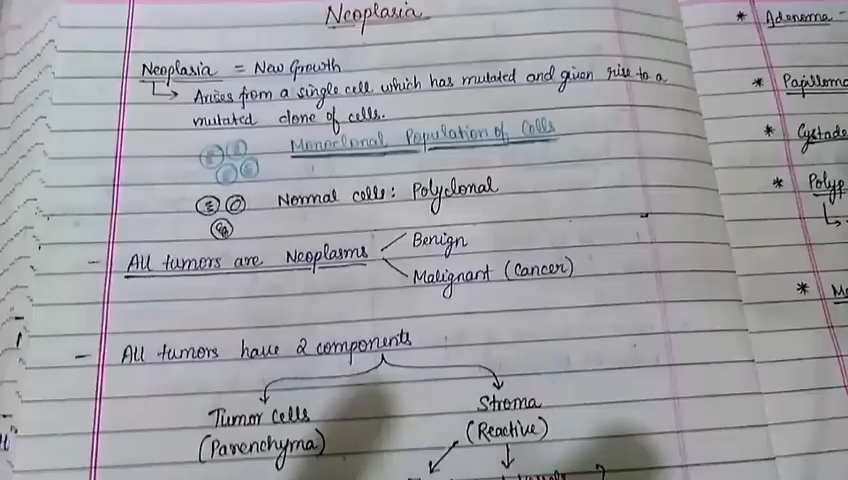 Neoplasia
Neoplasia = New Growth
Arises from a single cell which has mutated and given rise to a
mutated clone of cells.
Monoclonal Population of Cells
Normal cells: Polyclonal
- All tumors are Neoplasms
Benign
Malignant (Cancer)
- All tumors have 2 components
Tumor Cells
(Parenchyma)
Stroma
(Reactive)
* Adenoma -
* Papilloma
* Cystade
* Polyp